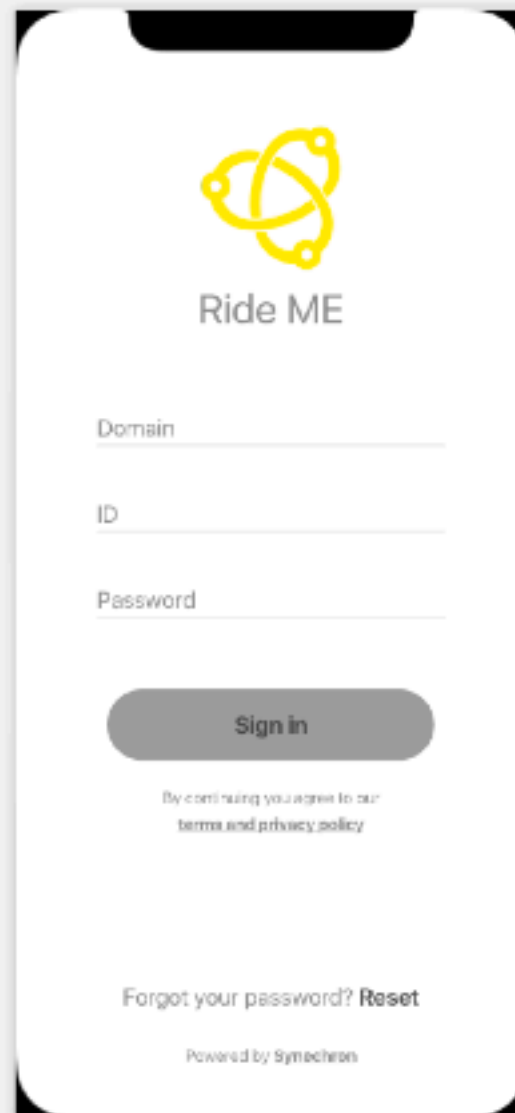 Ride ME
Domain
ID
Password
Sign in
By continuing you agree to our
terms and privacy policy
Forgot your password? Reset
Powered by Synechron